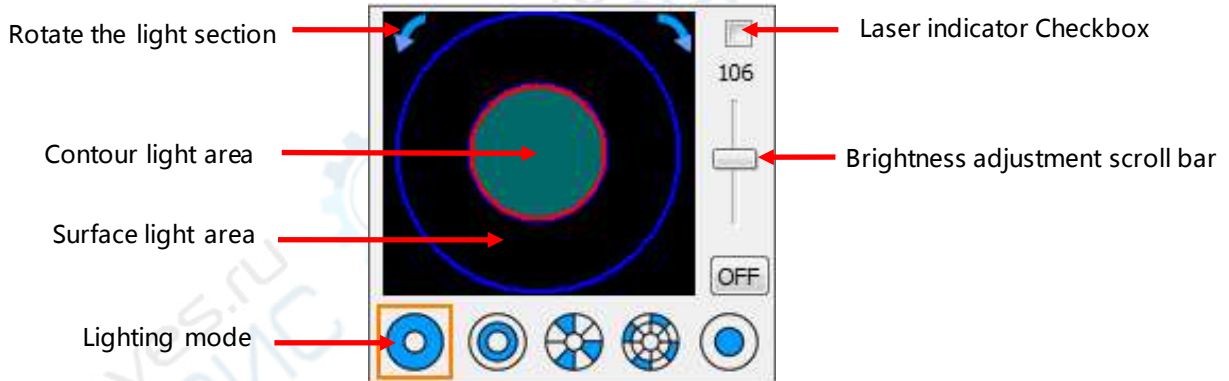 Rotate the light section
Laser indicator Checkbox
106
Contour light area
Brightness adjustment scroll bar
Surface light area
OFF
Lighting mode